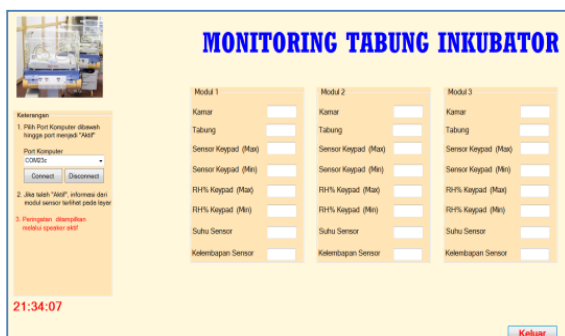 MONITORING TABUNG INKUBATOR
Keterangan
1. Pilih Port Komputer dibawah
hingga port menjadi "Aktif"
Port Komputer
COM23c
Connect
Disconnect
2. Jika telah "Aktif", informasi dari
modul sensor terlihat pada layer
3. Peringatan ditampilkan
melalui speaker aktif
21:34:07
Modul 1
Kamar
Tabung
Sensor Keypad (Max)
Sensor Keypad (Min)
RH% Keypad (Max)
RH% Keypad (Min)
Suhu Sensor
Kelembapan Sensor
Modul 2
Kamar
Tabung
Sensor Keypad (Max)
Sensor Keypad (Min)
RH% Keypad (Max)
RH% Keypad (Min)
Suhu Sensor
Kelembapan Sensor
Modul 3
Kamar
Tabung
Sensor Keypad (Max)
Sensor Keypad (Min)
RH% Keypad (Max)
RH% Keypad (Min)
Suhu Sensor
Kelembapan Sensor
Keluar